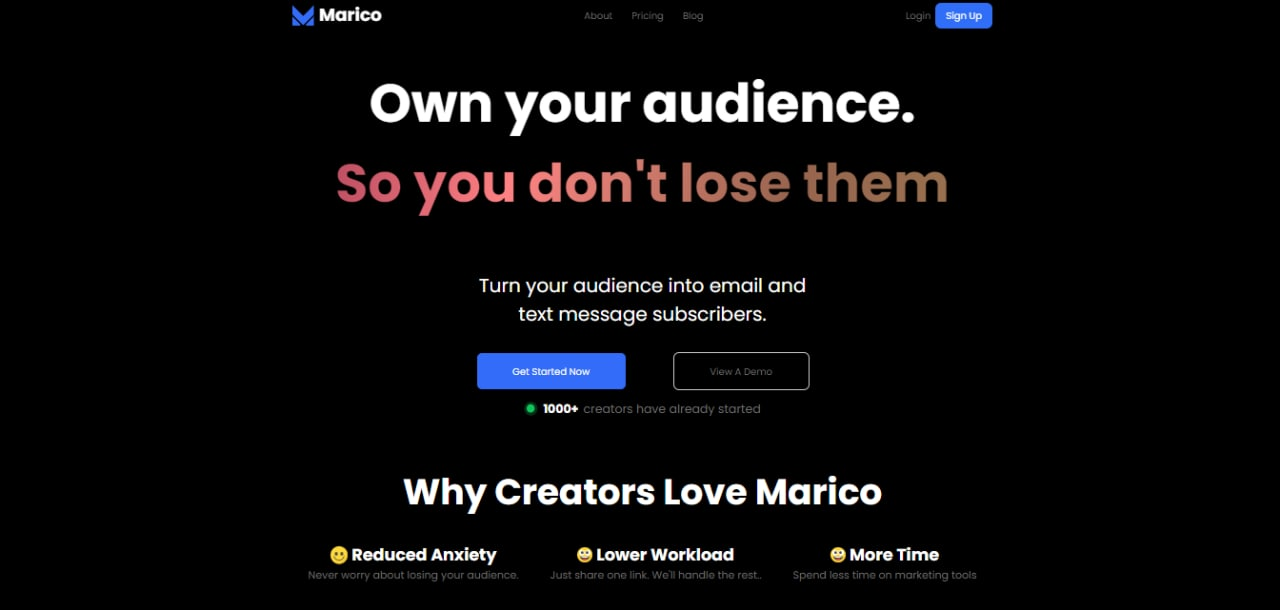 Marico
About Pricing Blog
Login Sign Up
Own your audience.
So you don't lose them
Turn your audience into email and
text message subscribers.
Get Started Now
View A Demo
1000+ creators have already started
Why Creators Love Marico
Reduced Anxiety
Never worry about losing your audience.
Lower Workload
Just share one link. We'll handle the rest..
More Time
Spend less time on marketing tools